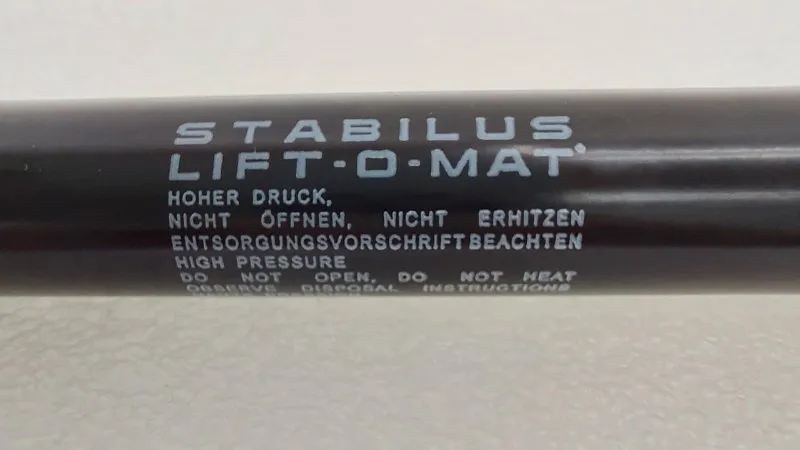 STABILUS
LIFT-O-MAT®
HOHER DRUCK,
NICHT ÖFFNEN, NICHT ERHITZEN
ENTSORGUNGSVORSCHRIFT BEACHTEN
HIGH PRESSURE
DO NOT OPEN, DO NOT HEAT
OBSERVE DISPOSAL INSTRUCTIONS